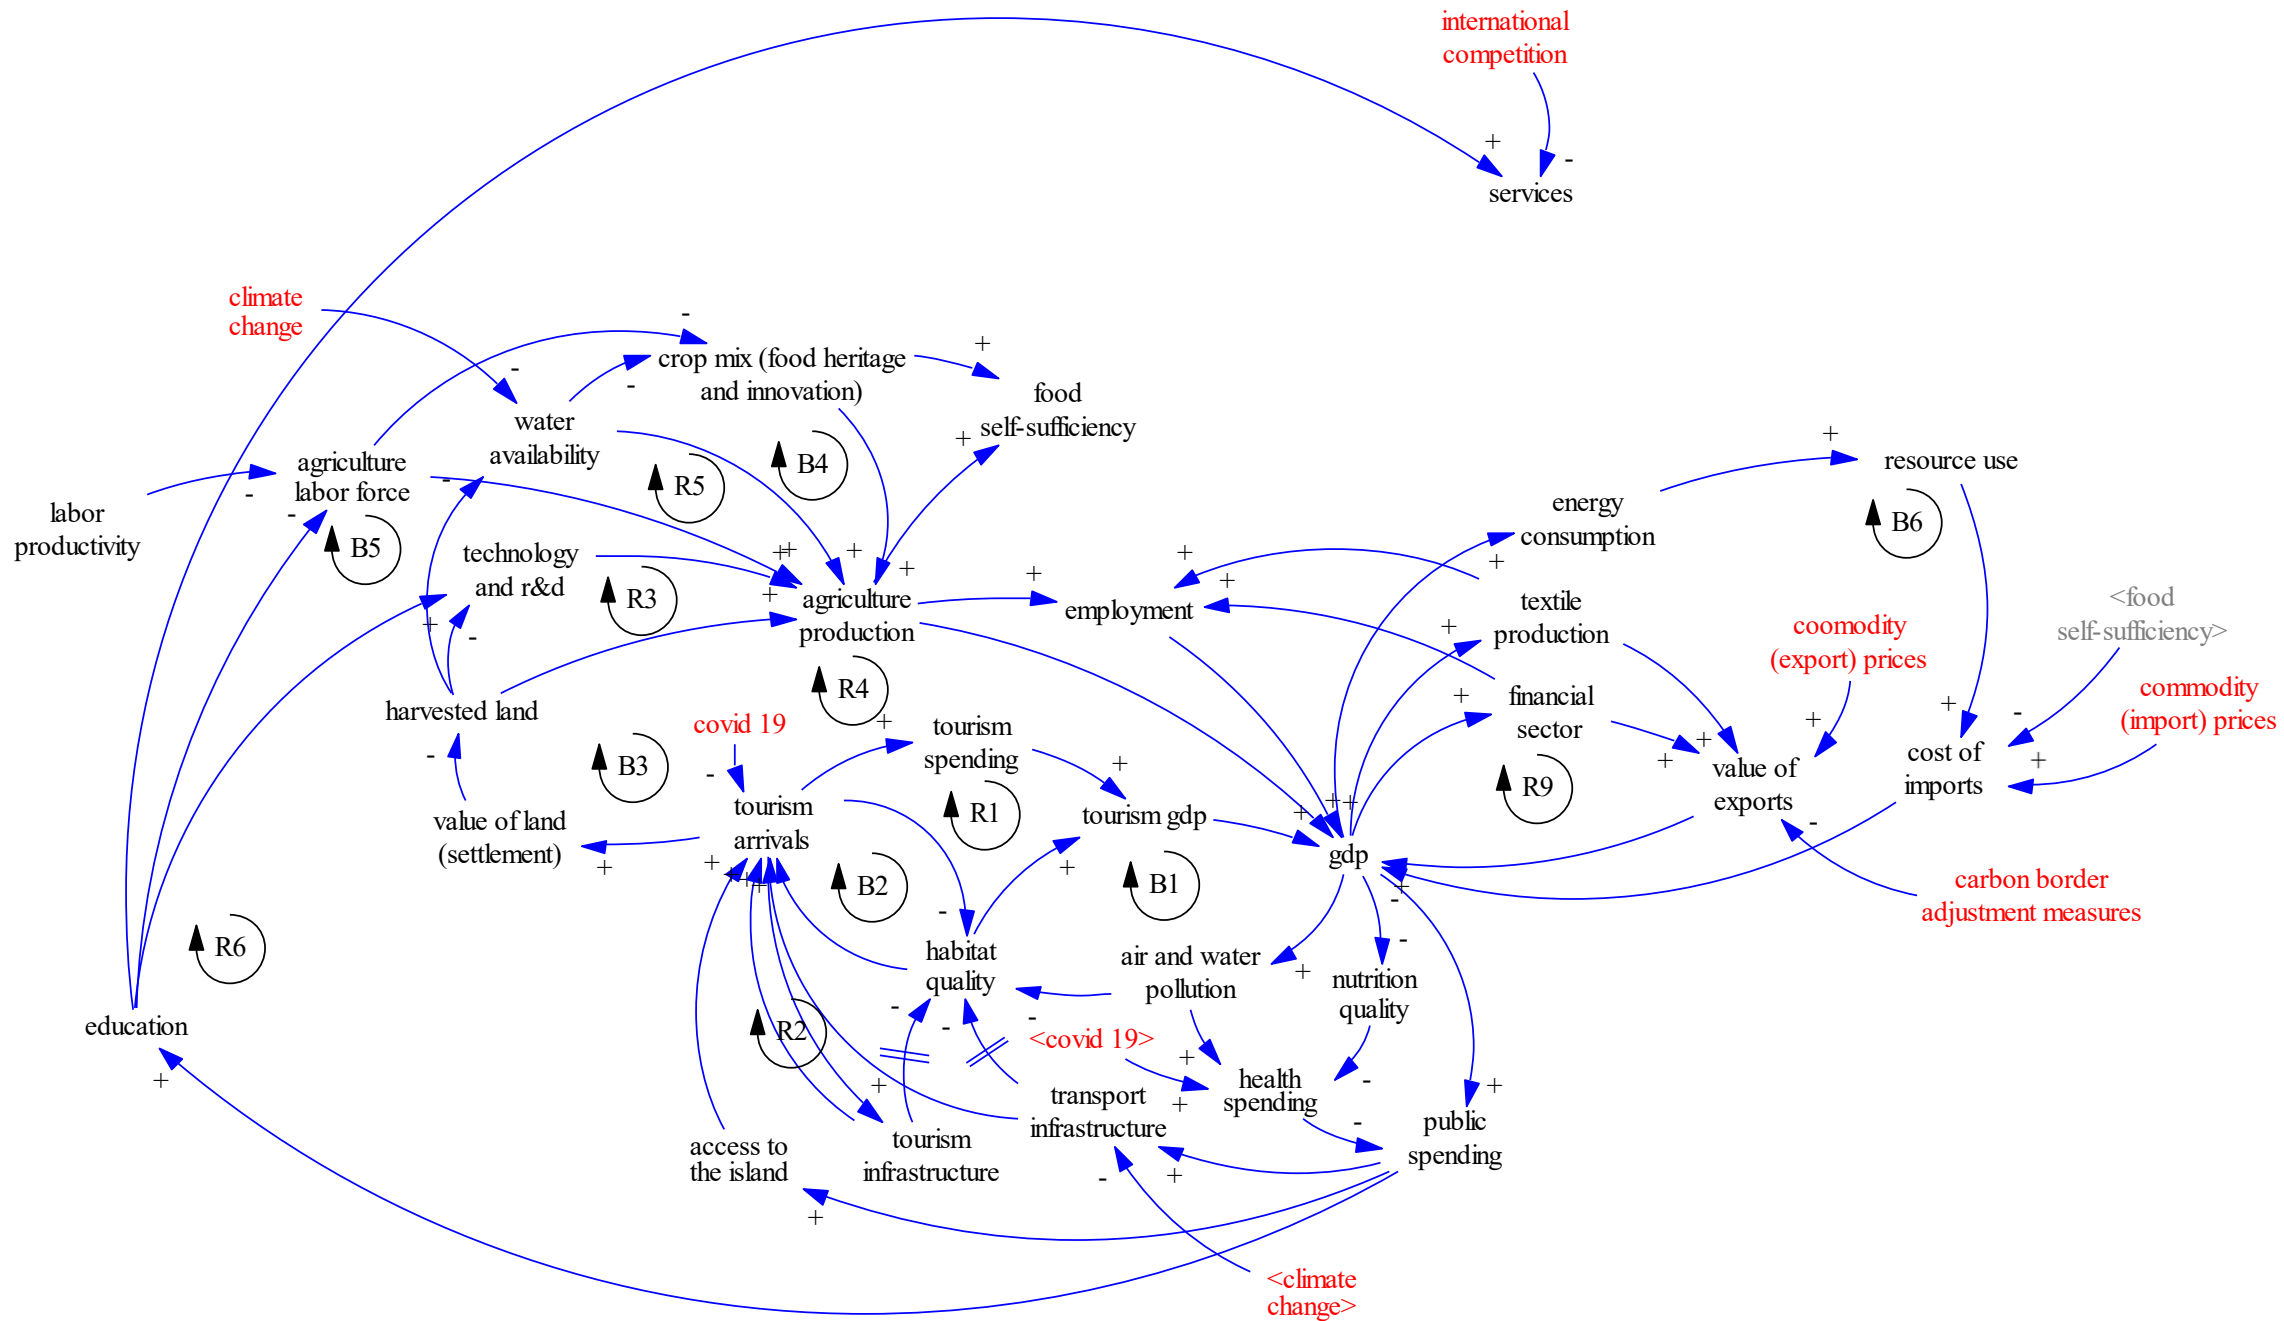 international
competition
services
climate
change
crop mix (food heritage
and innovation)
food
self-sufficiency
water
availability
B4
R5
agriculture
labor force
labor
productivity
B5
technology
and r&d
R3
agriculture
production
employment
energy
consumption
resource use
B6
textile
production
<food
self-sufficiency>
coomodity
(export) prices
commodity
(import) prices
financial
sector
value of
exports
cost of
imports
R9
harvested land
R4
B3
covid 19
tourism
spending
R1
tourism
arrivals
tourism gdp
gdp
value of land
(settlement)
B2
B1
carbon border
adjustment measures
R6
habitat
quality
air and water
pollution
nutrition
quality
education
R2
<covid 19>
health
spending
transport
infrastructure
public
spending
access to
the island
tourism
infrastructure
<climate
change>